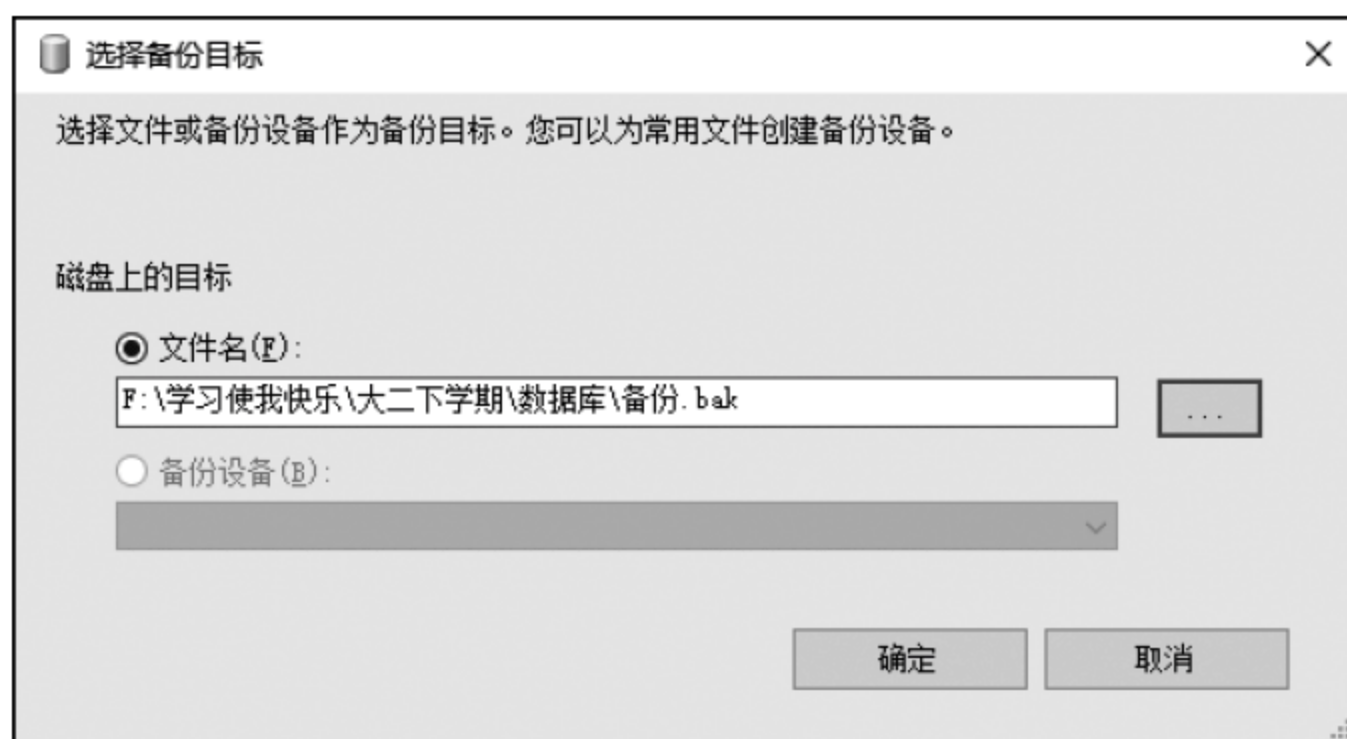 选择备份目标
选择文件或备份设备作为备份目标。您可以为常用文件创建备份设备。
磁盘上的目标
文件名(F):
F:\学习使我快乐\大二下学期\数据库\备份.bak
...
备份设备(B):
确定 取消